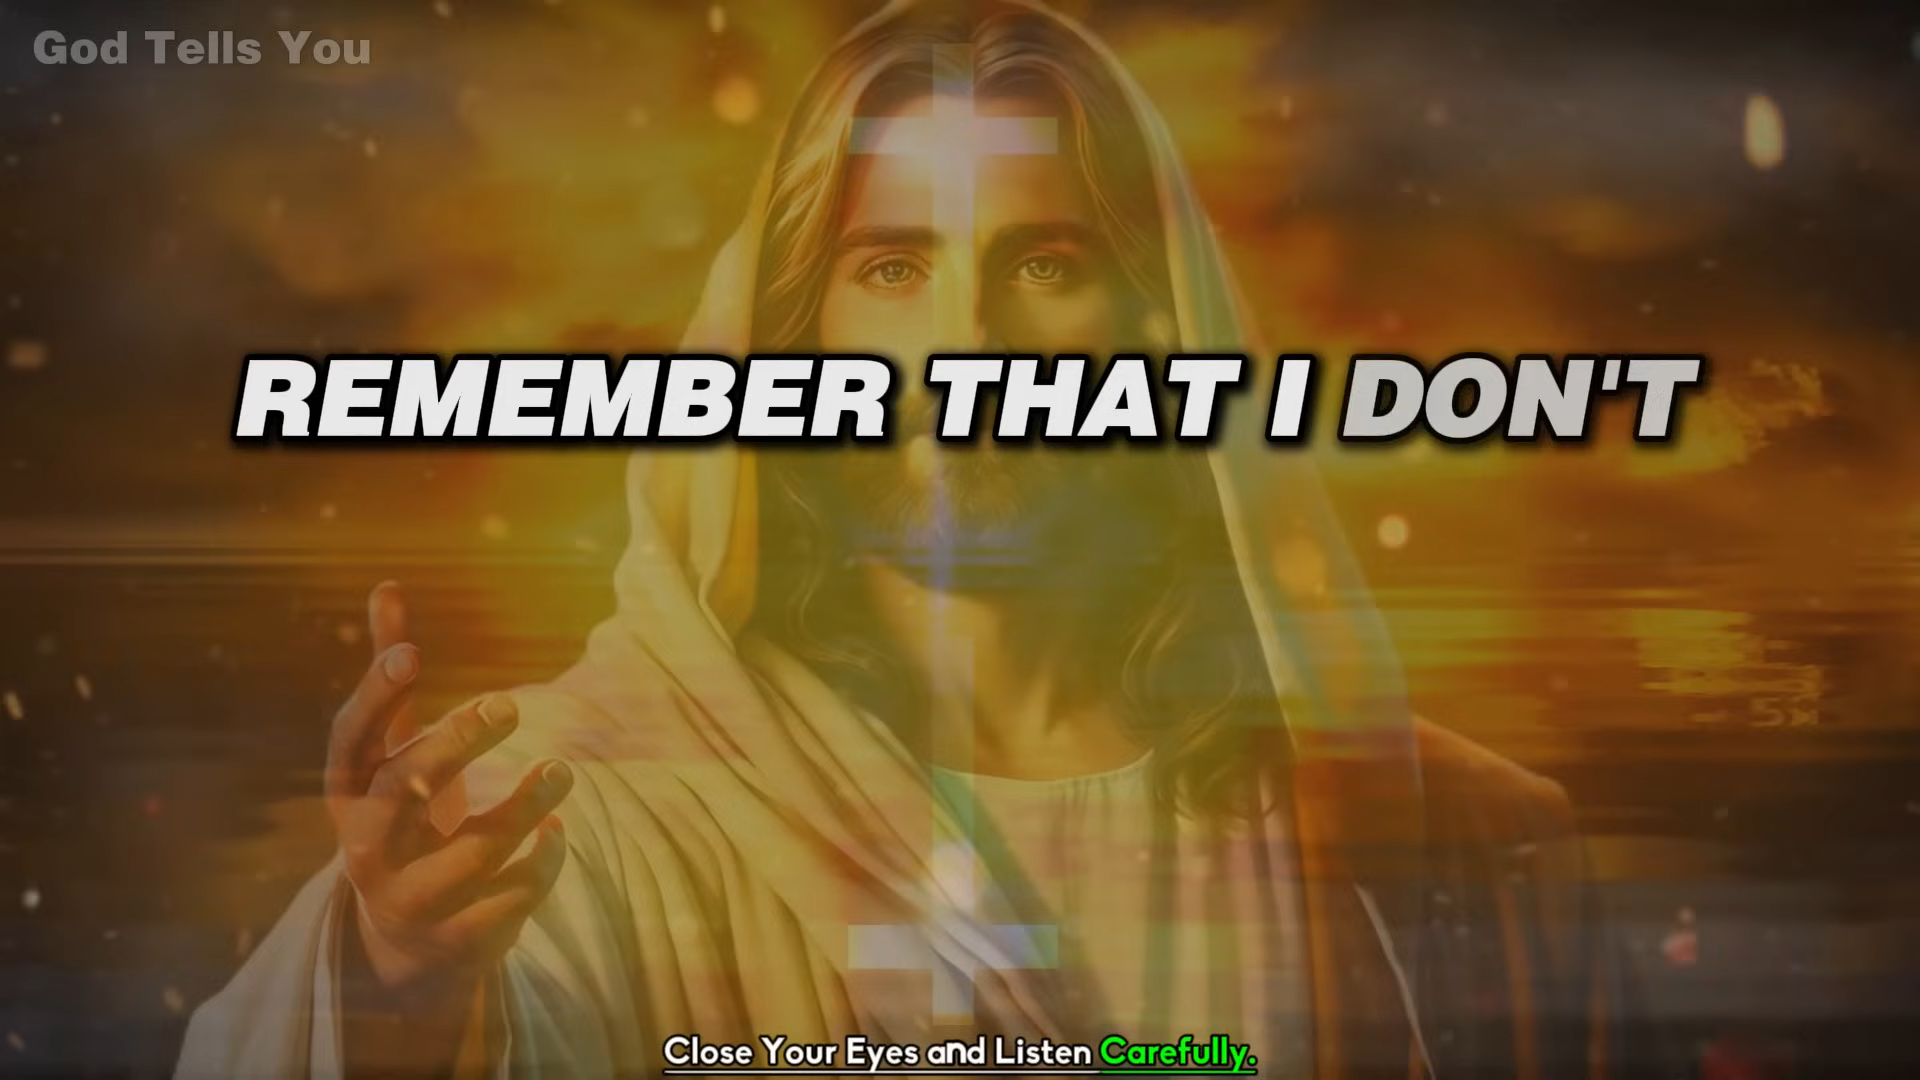 God Tells You
REMEMBER THAT I DON'T
Close Your Eyes and Listen Carefully.